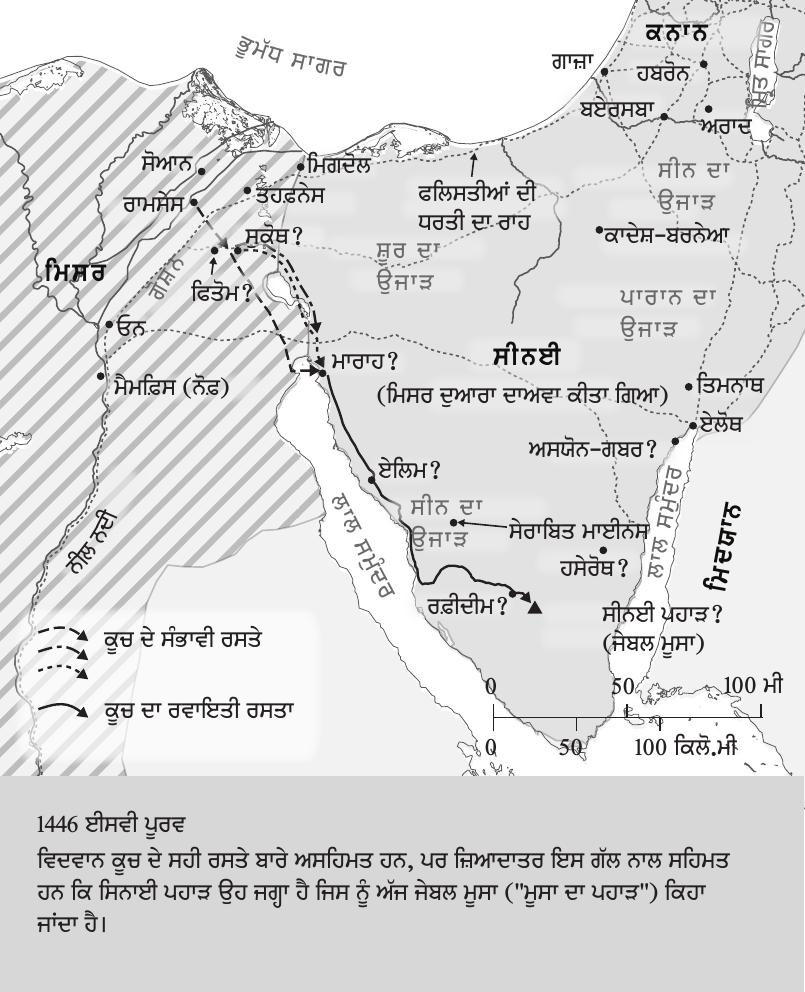 ਭੂਮੱਧ ਸਾਗਰ
ਕਨਾਨ
ਗਾਜ਼ਾ
ਹਬਰੋਨ
ਮ੍ਰਿਤ ਸਾਗਰ
ਬਏਰਸਬਾ
ਅਰਾਦ
ਸੋਆਨ
ਮਿਗਦੋਲ
ਰਾਮਸੇਸ
ਤਹਫਨੇਸ
ਫਲਿਸਤੀਆਂ ਦੀ
ਧਰਤੀ ਦਾ ਰਾਹ
ਸੀਨ ਦਾ
ਉਜਾੜ
ਸੁਕੋਥ?
ਕਾਦੇਸ਼-ਬਰਨੇਆ
ਸ਼ੂਰ ਦਾ
ਉਜਾੜ
ਮਿਸਰ
ਗੋਸ਼ਨ
ਫਿਤੋਮ?
ਪਾਰਾਨ ਦਾ
ਉਜਾੜ
ਓਨ
ਮਾਰਾਹ?
ਸੀਨਈ
(ਮਿਸਰ ਦੁਆਰਾ ਦਾਅਵਾ ਕੀਤਾ ਗਿਆ)
ਮੈਮਫ਼ਿਸ (ਨੋਫ਼)
ਤਿਮਨਾਥ
ਏਲੋਥ
ਅਸਯੋਨ-ਗਬਰ?
ਏਲਿਮ?
ਸੀਨ ਦਾ
ਉਜਾੜ
ਸੇਰਾਬਿਤ ਮਾਈਨਸ
ਲਾਲ ਸਮੁੰਦਰ
ਲਾਲ ਸਮੁੰਦਰ
ਮਿਦਯਾਨ
ਨੀਲ ਨਦੀ
ਹਸੇਰੋਥ?
ਰਫ਼ੀਦੀਮ?
ਸੀਨਈ ਪਹਾੜ?
(ਜੇਬਲ ਮੂਸਾ)
ਕੂਚ ਦੇ ਸੰਭਾਵੀ ਰਸਤੇ
ਕੂਚ ਦਾ ਰਵਾਇਤੀ ਰਸਤਾ
0 50 100 ਮੀ
0 50 100 ਕਿਲੋ.ਮੀ
1446 ਈਸਵੀ ਪੂਰਵ
ਵਿਦਵਾਨ ਕੂਚ ਦੇ ਸਹੀ ਰਸਤੇ ਬਾਰੇ ਅਸਹਿਮਤ ਹਨ, ਪਰ ਜ਼ਿਆਦਾਤਰ ਇਸ ਗੱਲ ਨਾਲ ਸਹਿਮਤ
ਹਨ ਕਿ ਸਿਨਾਈ ਪਹਾੜ ਉਹ ਜਗ੍ਹਾ ਹੈ ਜਿਸ ਨੂੰ ਅੱਜ ਜੇਬਲ ਮੂਸਾ ("ਮੂਸਾ ਦਾ ਪਹਾੜ") ਕਿਹਾ
ਜਾਂਦਾ ਹੈ।